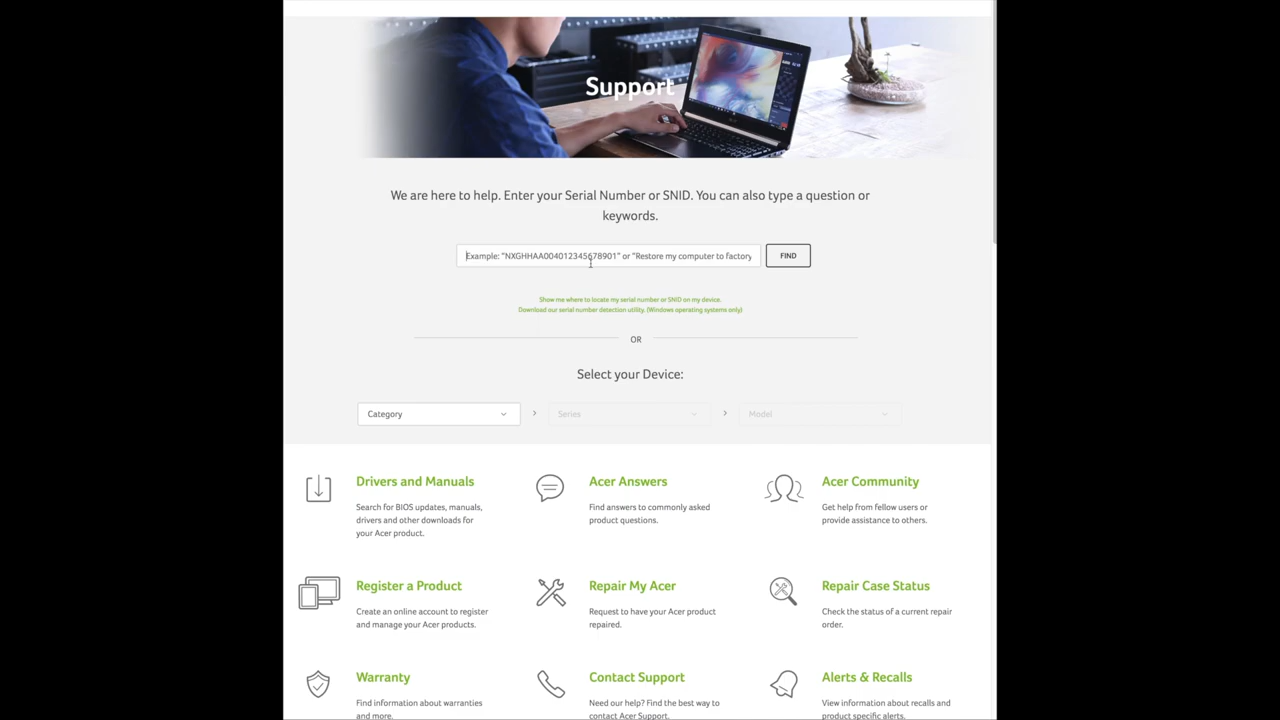 Support
We are here to help. Enter your Serial Number or SNID. You can also type a question or
keywords.
Example: "NXGHHAA004012345678901" or "Restore my computer to factory
FIND
Show me where to locate my serial number or SNID on my device.
Download our serial number detection utility. (Windows operating systems only)
OR
Select your Device:
Category
Series
Model
Drivers and Manuals
Search for BIOS updates, manuals,
drivers and other downloads for
your Acer product.
Acer Answers
Find answers to commonly asked
product questions.
Acer Community
Get help from fellow users or
provide assistance to others.
Register a Product
Create an online account to register
and manage your Acer products.
Repair My Acer
Request to have your Acer product
repaired.
Repair Case Status
Check the status of a current repair
order.
Warranty
Find information about warranties
and more.
Contact Support
Need our help? Find the best way to
contact Acer Support.
Alerts & Recalls
View information about recalls and
product specific alerts.